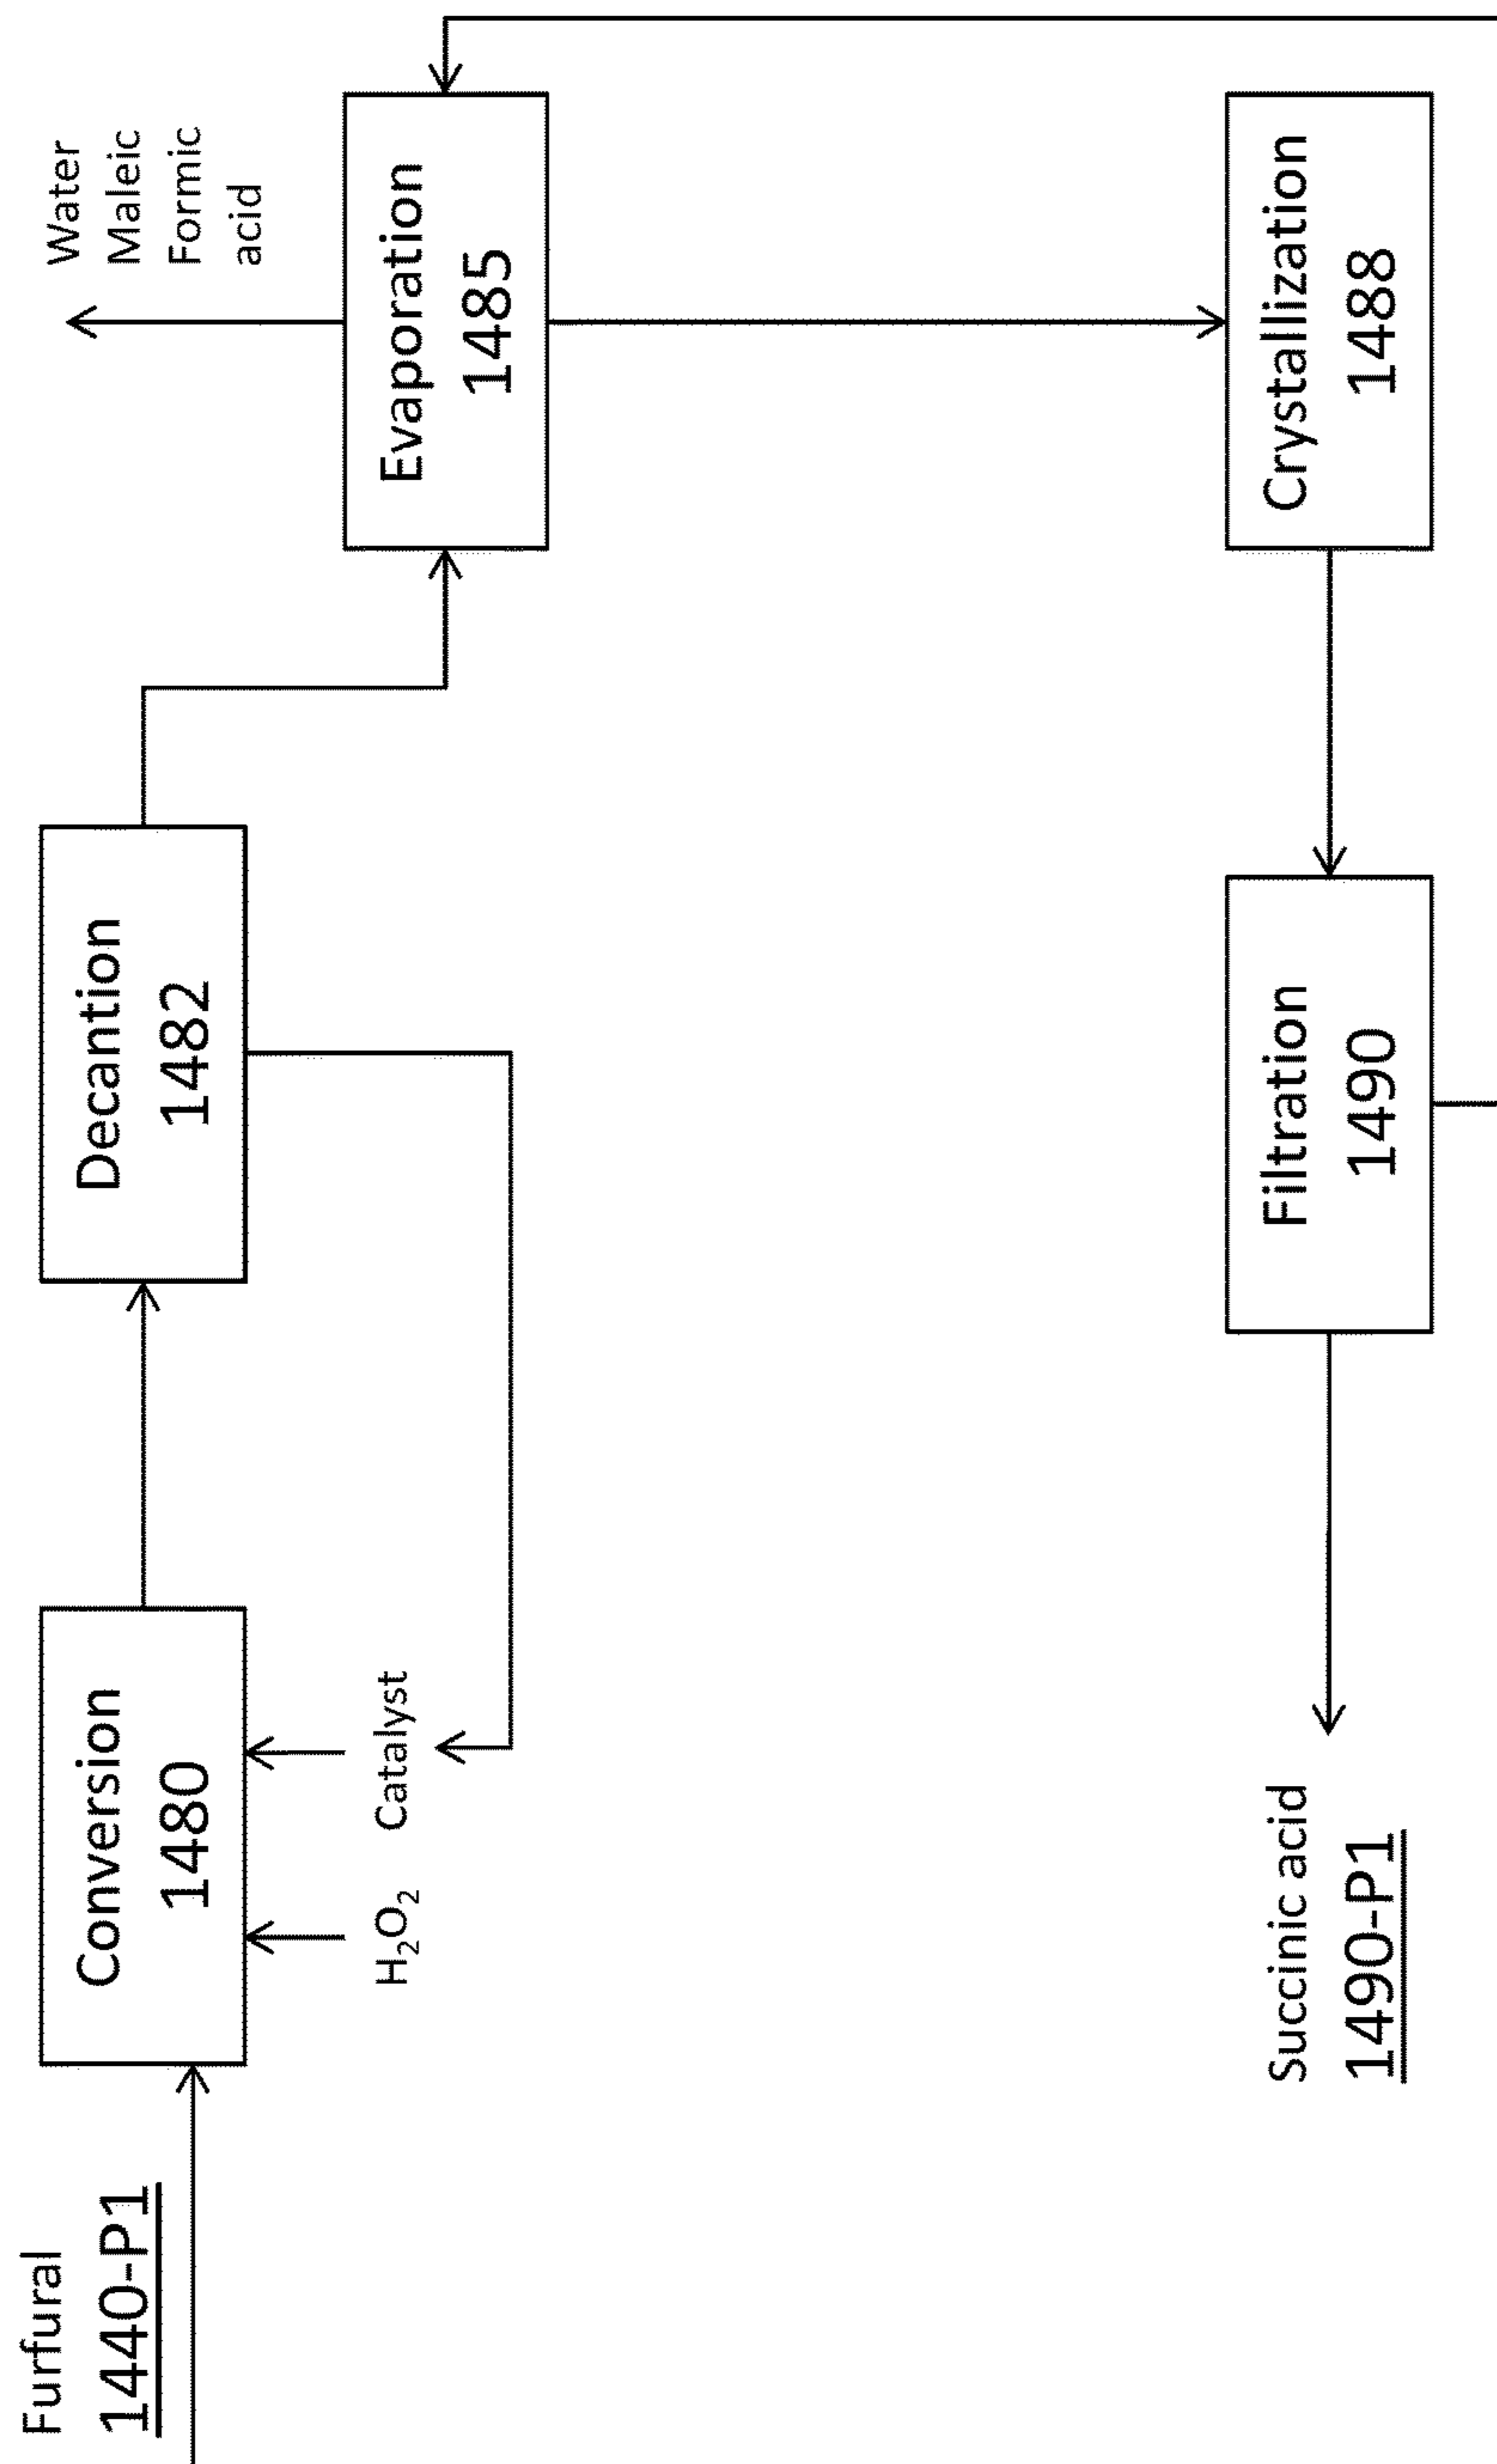 Furfural
1440-P1
Conversion
1480
H₂O₂
Catalyst
Decantion
1482
Water
Maleic
Formic
acid
Evaporation
1485
Crystallization
1488
Filtration
1490
Succinic acid
1490-P1